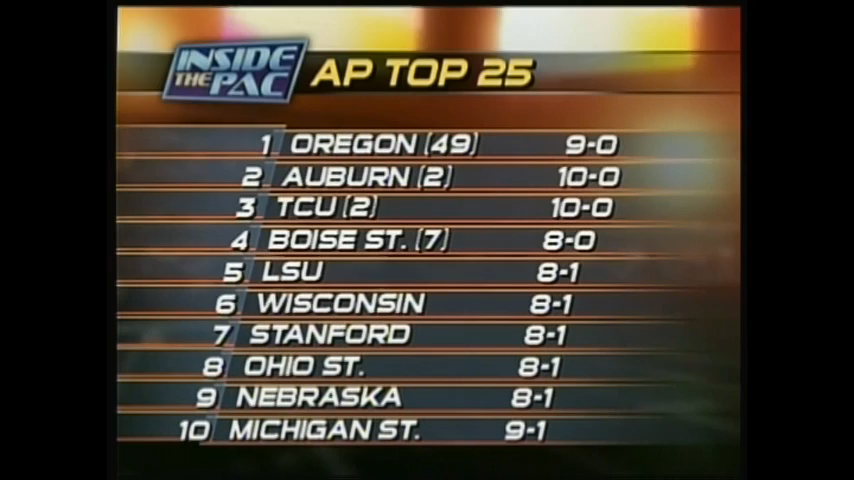 INSIDE THE PAC AP TOP 25
1 OREGON (49) 9-0
2 AUBURN (2) 10-0
3 TCU (2) 10-0
4 BOISE ST. (7) 8-0
5 LSU 8-1
6 WISCONSIN 8-1
7 STANFORD 8-1
8 OHIO ST. 8-1
9 NEBRASKA 8-1
10 MICHIGAN ST. 9-1